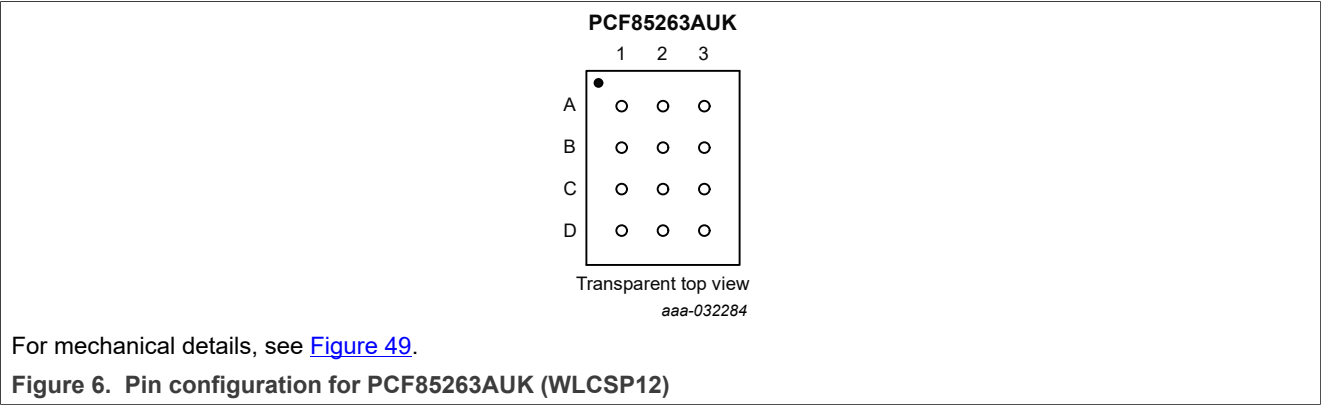 PCF85263AUK
1 2 3
A
B
C
D
Transparent top view
aaa-032284
For mechanical details, see Figure 49.
Figure 6. Pin configuration for PCF85263AUK (WLCSP12)